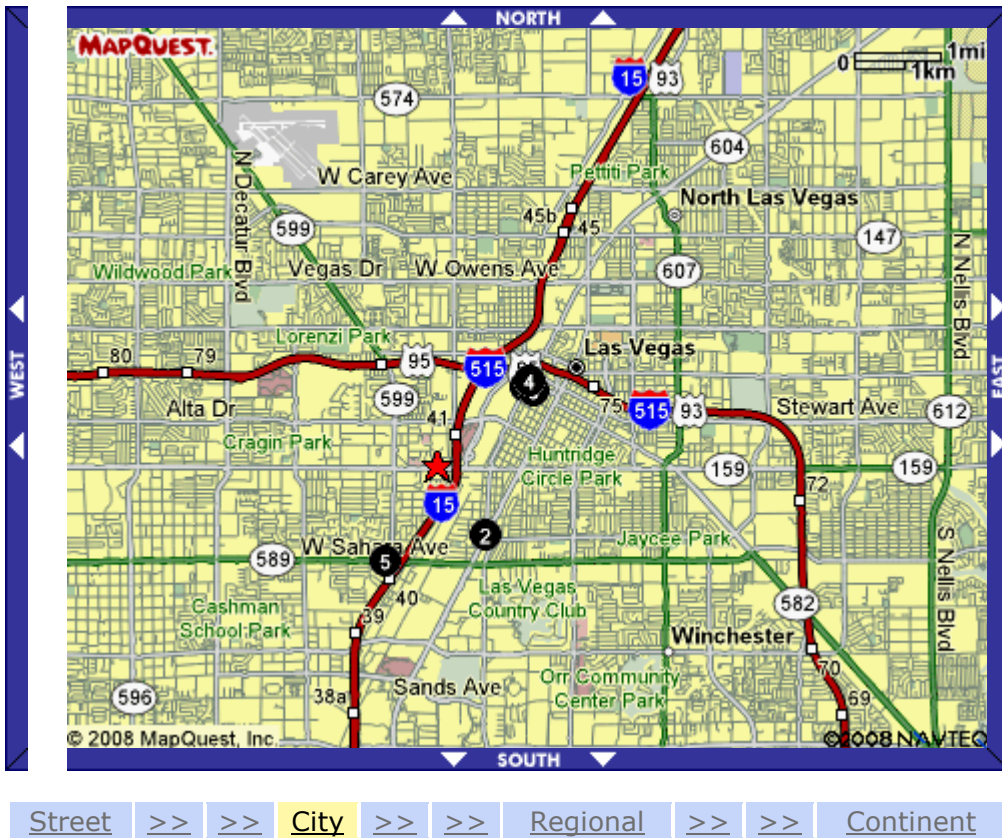 NORTH
MAPQUEST.
0 1mi
1km
15 93
574
604
W Carey Ave
Pettiti Park
North Las Vegas
N Decatur Blvd
45b
45
599
147
N Nellis Blvd
Wildwood Park
Vegas Dr
W Owens Ave
607
WEST
EAST
Lorenzi Park
Las Vegas
80
79
95
515
4
599
Alta Dr
75
515
93
Stewart Ave
612
41
Cragin Park
Huntridge
Circle Park
159
159
72
15
2
W Sahara Ave
Jaycee Park
589
5
S Nellis Blvd
40
Las Vegas
Country Club
582
Cashman
School Park
39
Winchester
70
596
38a
Sands Ave
Orr Community
Center Park
69
© 2008 MapQuest, Inc.
©2008 NAVTEQ
SOUTH
Street >> >> City >> >> Regional >> >> Continent